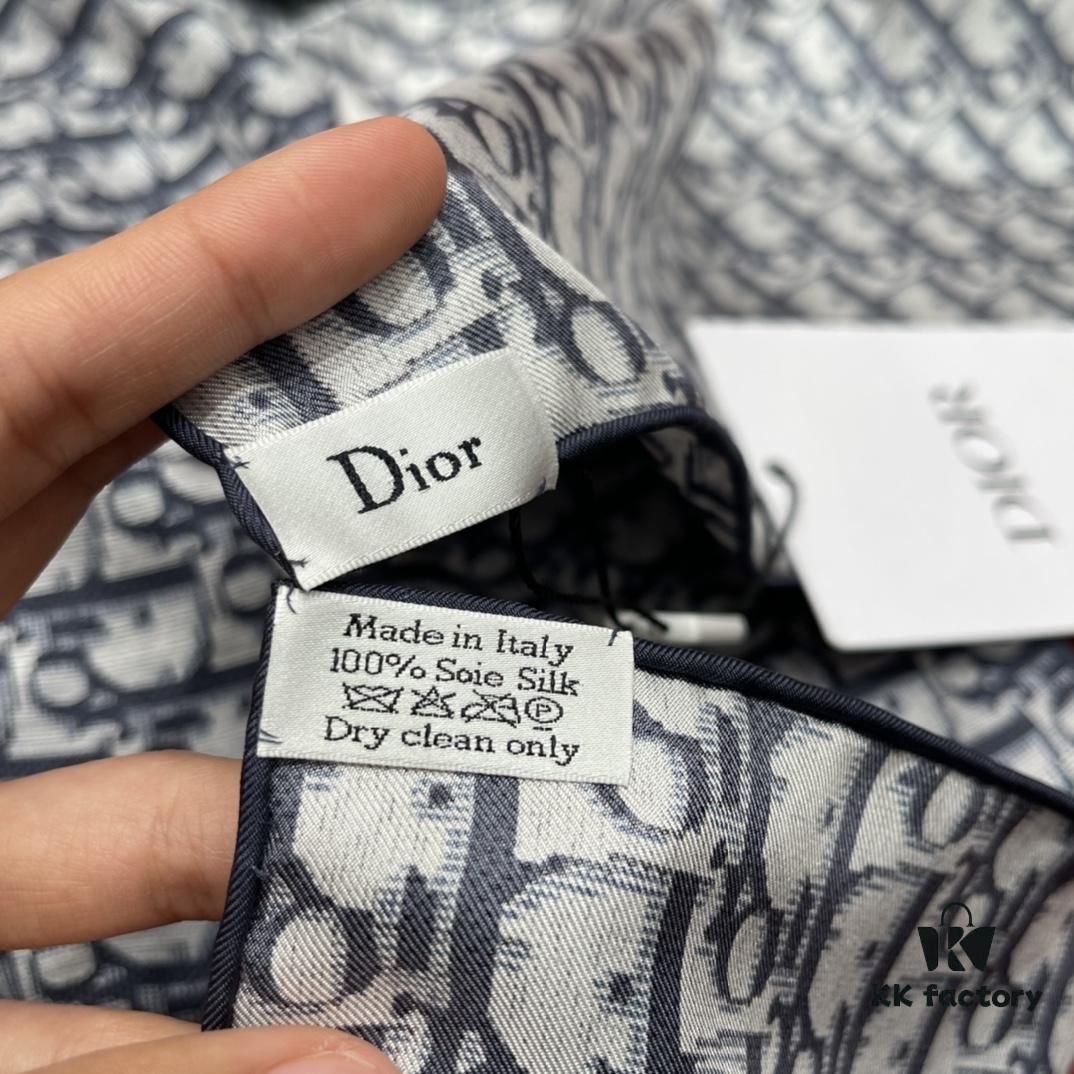 Dior
DIOR
Made in Italy
100% Soie Silk
P
Dry clean only
KK factory